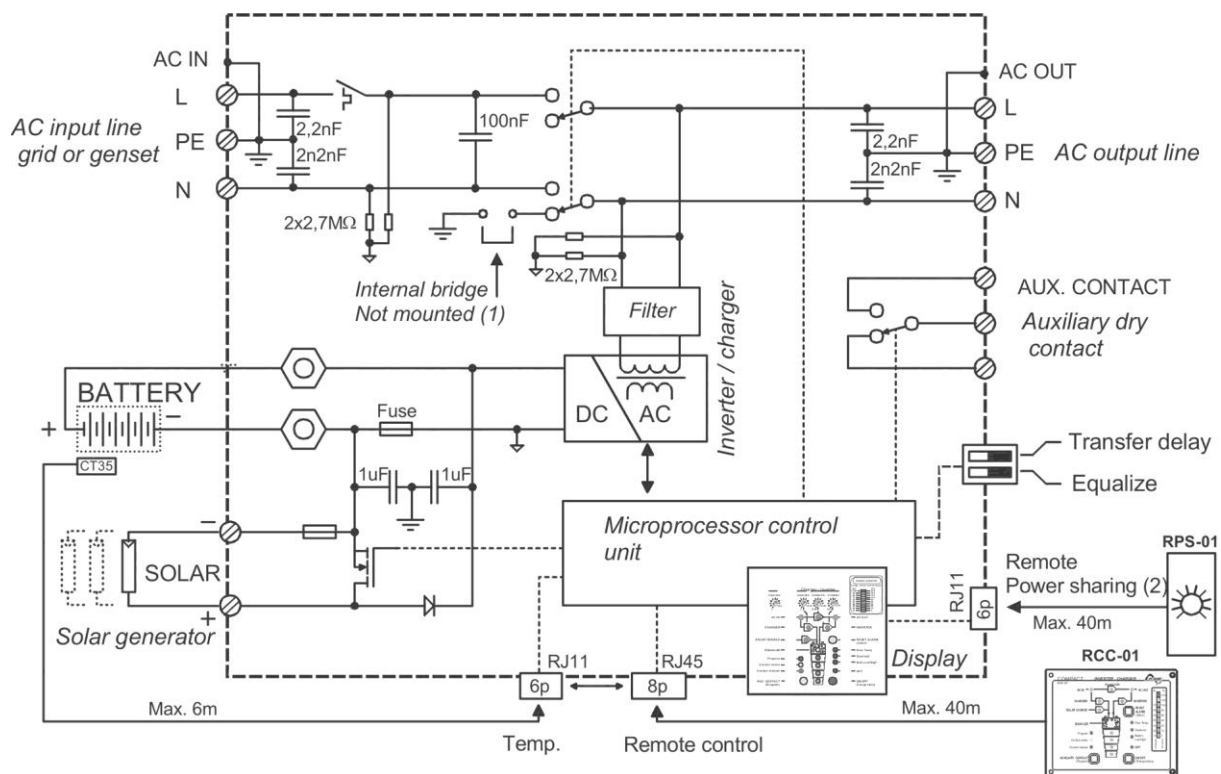 AC IN
L
AC input line
grid or genset
PE
N
2,2nF
2n2nF
100nF
2x2,7MΩ
Internal bridge
Not mounted (1)
2x2,7MΩ
Filter
AC OUT
L
2,2nF
PE
AC output line
2n2nF
N
AUX. CONTACT
Auxiliary dry
contact
Inverter / charger
DC
AC
BATTERY
+
−
CT35
Fuse
1uF
1uF
Transfer delay
Equalize
Microprocessor control
unit
−
SOLAR
+
Solar generator
Display
RJ11
6p
Remote
Power sharing (2)
Max. 40m
RPS-01
RCC-01
RJ11
6p
RJ45
8p
Max. 6m
Temp.
Remote control
Max. 40m